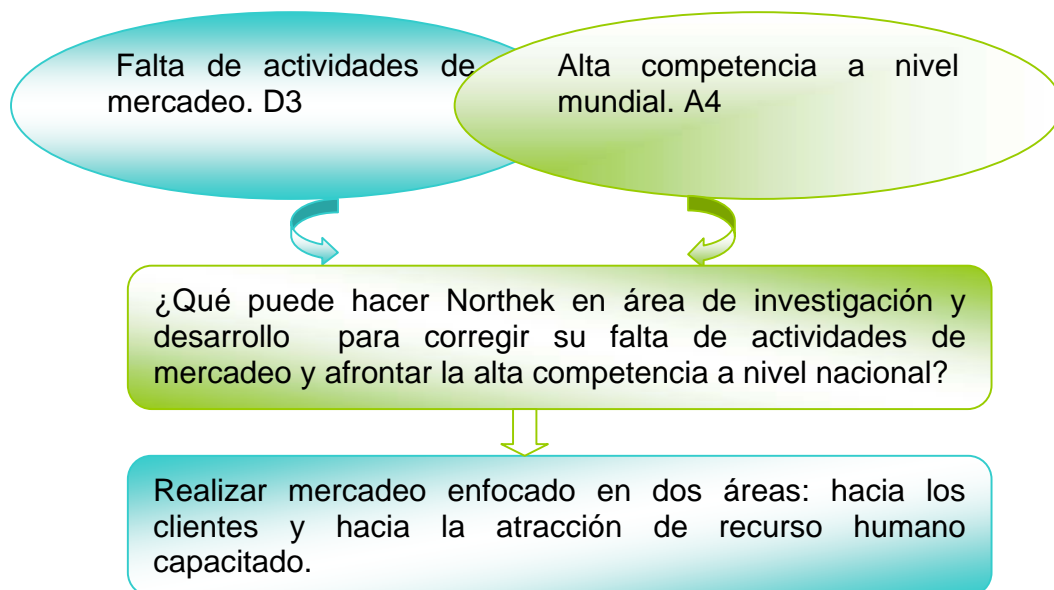 Falta de actividades de
mercadeo. D3
Alta competencia a nivel
mundial. A4
¿Qué puede hacer Northek en área de investigación y
desarrollo para corregir su falta de actividades de
mercadeo y afrontar la alta competencia a nivel nacional?
Realizar mercadeo enfocado en dos áreas: hacia los
clientes y hacia la atracción de recurso humano
capacitado.